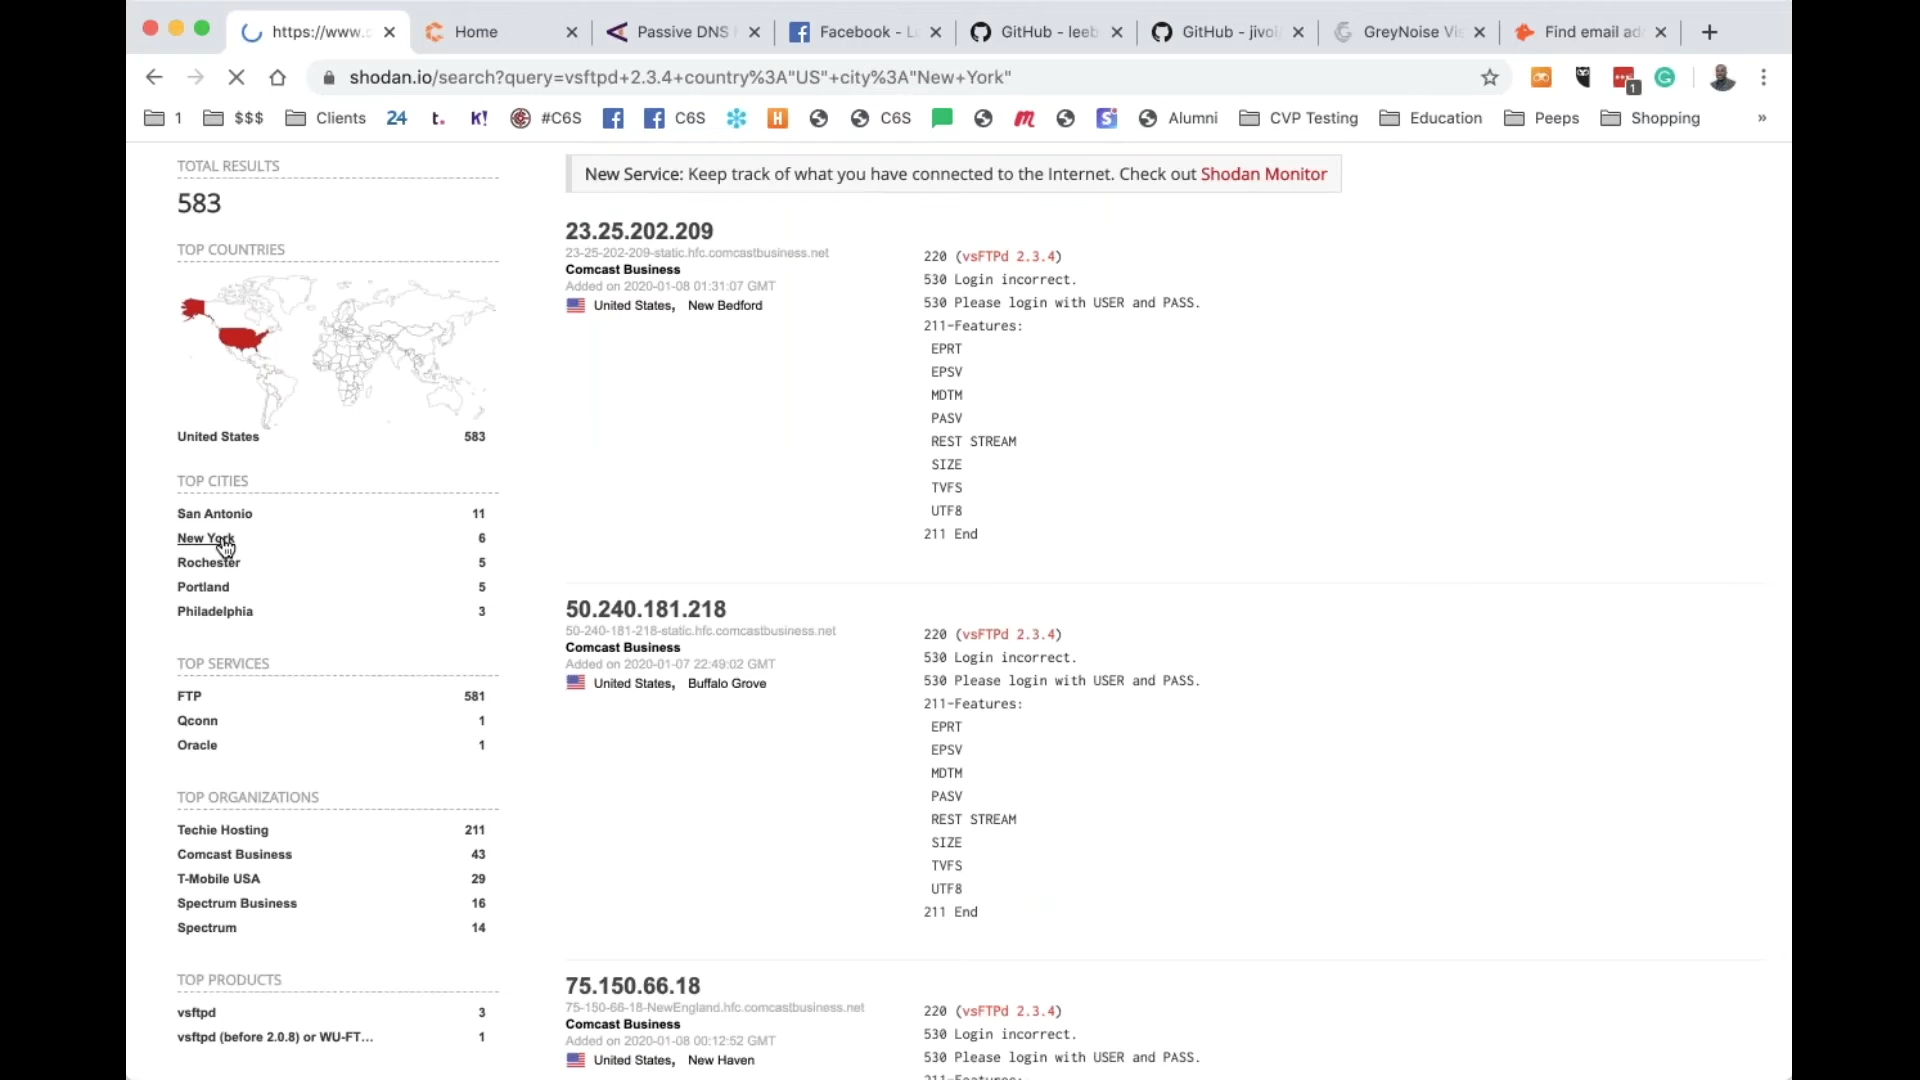 https://www.
Home
Passive DNS
Facebook - L
GitHub - leeb
GitHub - jivoi
GreyNoise Vi
Find email ad
shodan.io/search?query=vsftpd+2.3.4+country%3A"US"+city%3A"New+York"
1
1
$$$
Clients
24
t.
k!
#C6S
C6S
H
C6S
m
S
Alumni
CVP Testing
Education
Peeps
Shopping
»
TOTAL RESULTS
583
TOP COUNTRIES
United States 583
TOP CITIES
San Antonio 11
New York 6
Rochester 5
Portland 5
Philadelphia 3
TOP SERVICES
FTP 581
Qconn 1
Oracle 1
TOP ORGANIZATIONS
Techie Hosting 211
Comcast Business 43
T-Mobile USA 29
Spectrum Business 16
Spectrum 14
TOP PRODUCTS
vsftpd 3
vsftpd (before 2.0.8) or WU-FT... 1
New Service: Keep track of what you have connected to the Internet. Check out Shodan Monitor
23.25.202.209
23-25-202-209-static.hfc.comcastbusiness.net
Comcast Business
Added on 2020-01-08 01:31:07 GMT
United States, New Bedford
220 (vsFTPd 2.3.4)
530 Login incorrect.
530 Please login with USER and PASS.
211-Features:
EPRT
EPSV
MDTM
PASV
REST STREAM
SIZE
TVFS
UTF8
211 End
50.240.181.218
50-240-181-218-static.hfc.comcastbusiness.net
Comcast Business
Added on 2020-01-07 22:49:02 GMT
United States, Buffalo Grove
220 (vsFTPd 2.3.4)
530 Login incorrect.
530 Please login with USER and PASS.
211-Features:
EPRT
EPSV
MDTM
PASV
REST STREAM
SIZE
TVFS
UTF8
211 End
75.150.66.18
75-150-66-18-NewEngland.hfc.comcastbusiness.net
Comcast Business
Added on 2020-01-08 00:12:52 GMT
United States, New Haven
220 (vsFTPd 2.3.4)
530 Login incorrect.
530 Please login with USER and PASS.
211-Features: